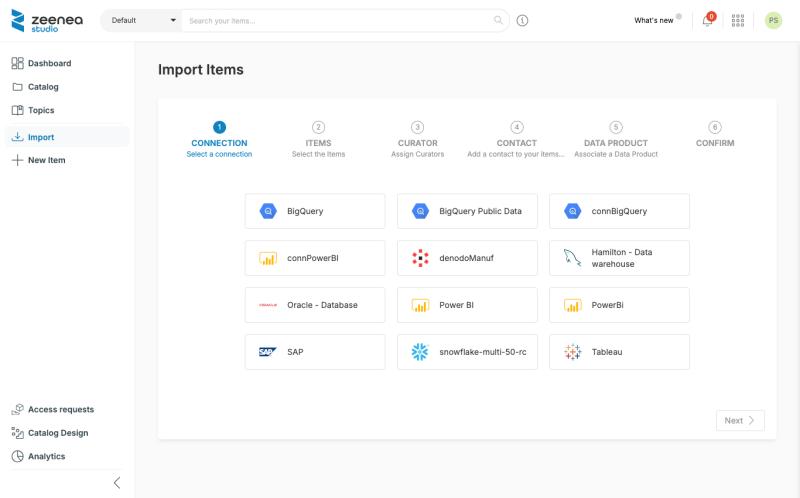 zeenea
studio
Default
Search your items...
What's new
0
PS
Dashboard
Catalog
Topics
Import
New Item
Access requests
Catalog Design
Analytics
Import Items
1
CONNECTION
Select a connection
2
ITEMS
Select the Items
3
CURATOR
Assign Curators
4
CONTACT
Add a contact to your items...
5
DATA PRODUCT
Associate a Data Product
6
CONFIRM
BigQuery
BigQuery Public Data
connBigQuery
connPowerBI
denodoManuf
Hamilton - Data
warehouse
ORACLE
Oracle - Database
Power BI
PowerBi
SAP
SAP
snowflake-multi-50-rc
Tableau
Next